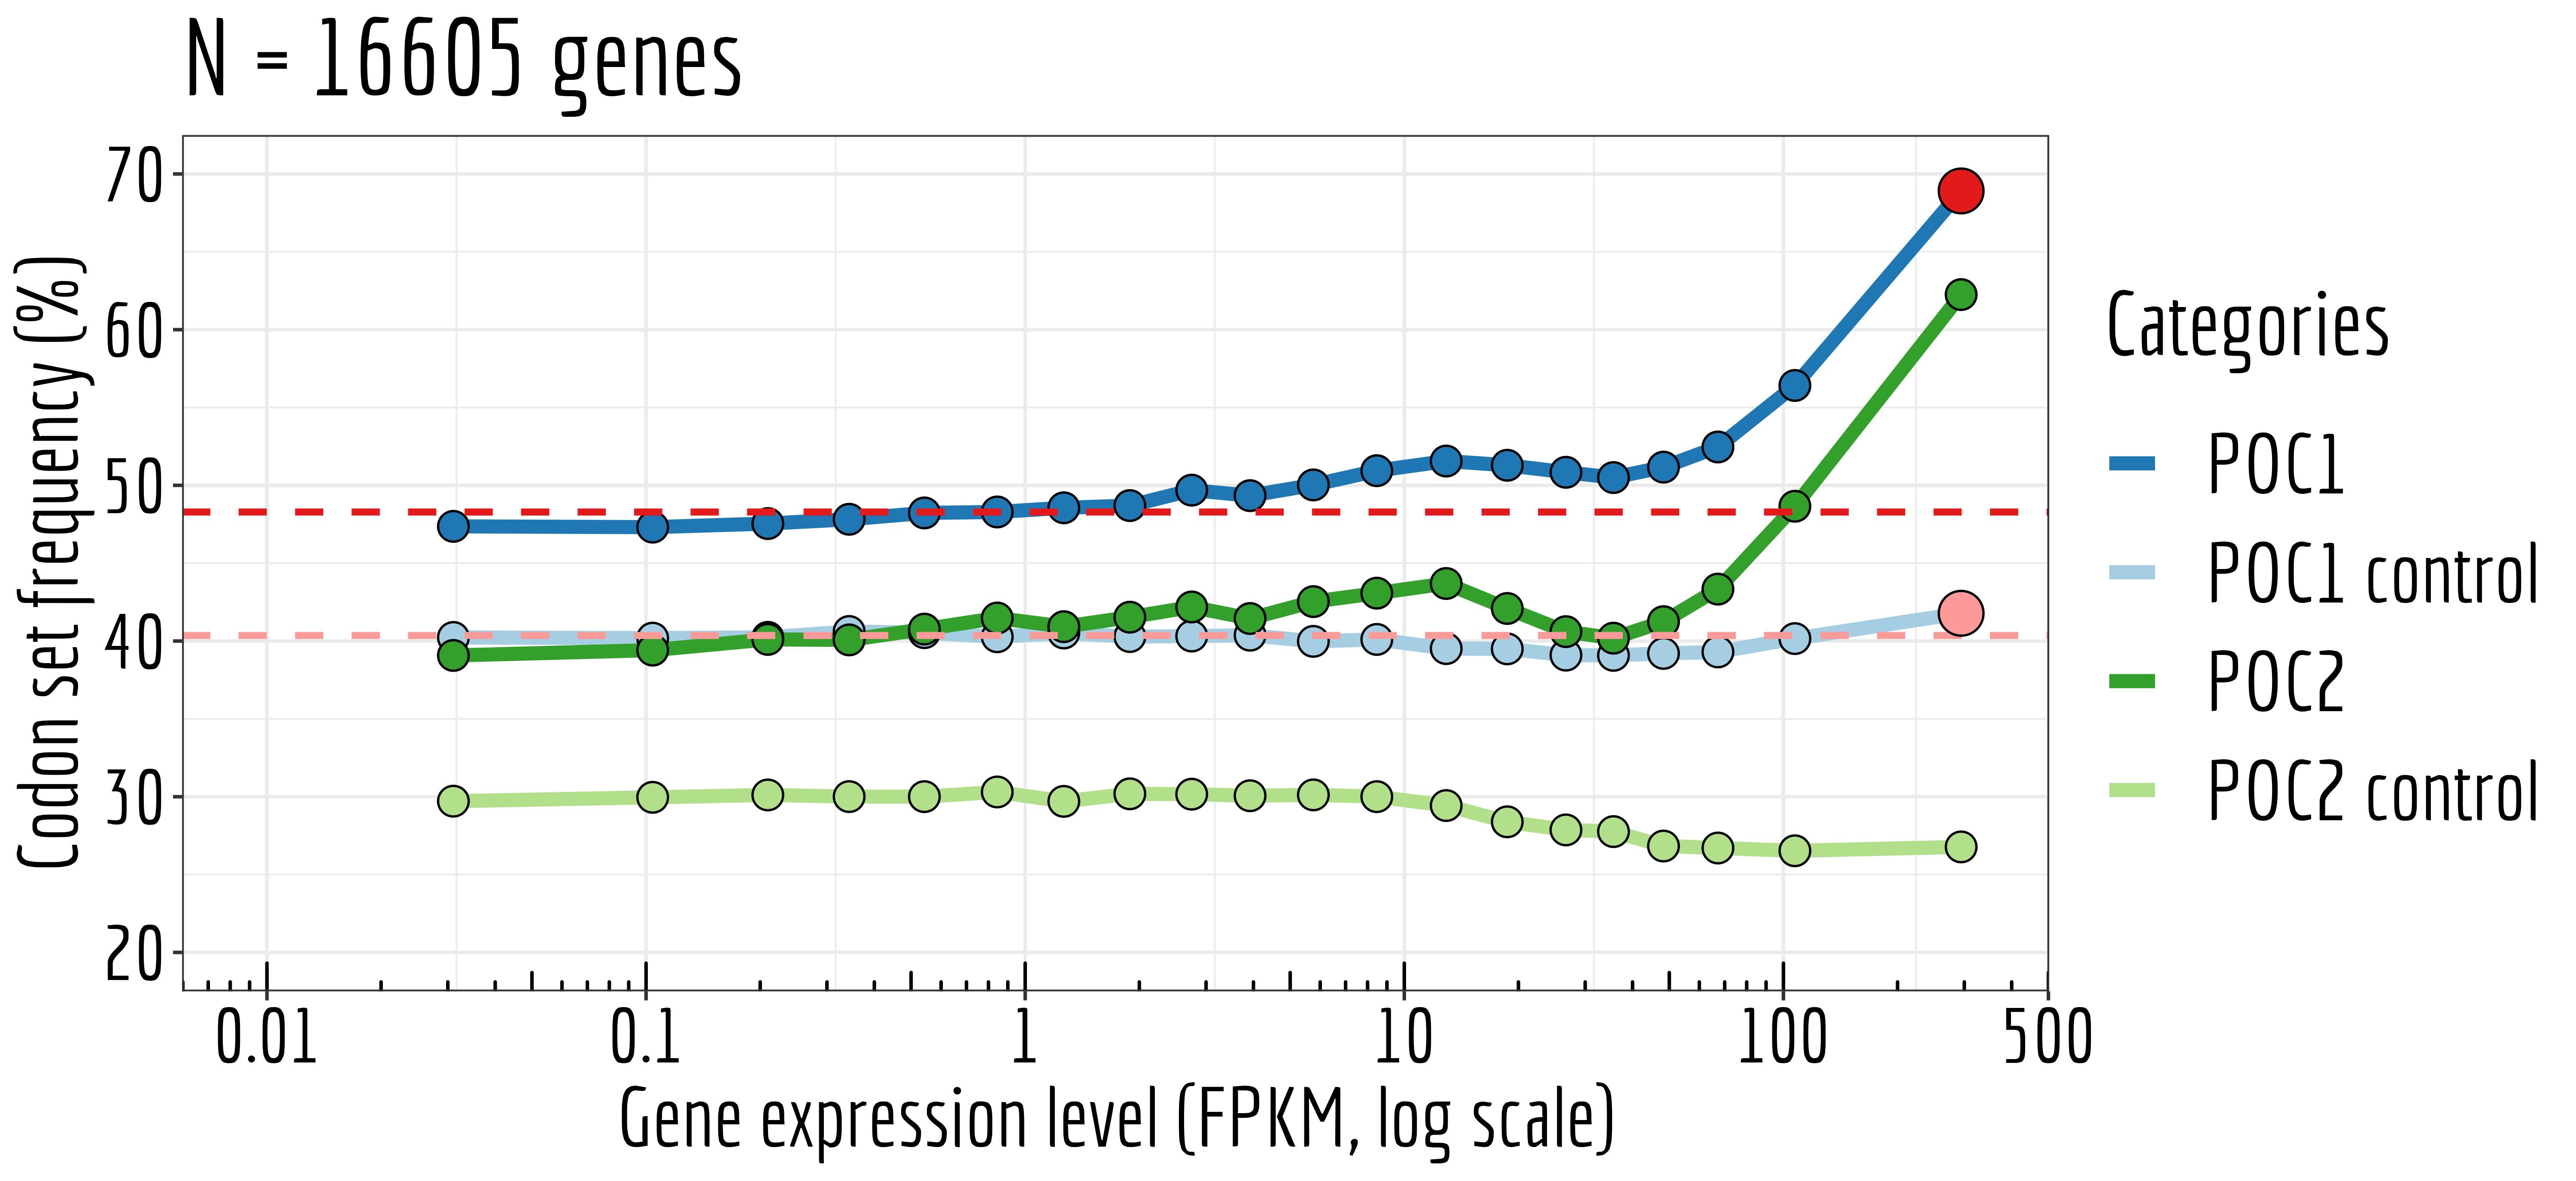 N = 16605 genes
Codon set frequency (%)
70
60
50
40
30
20
0.01 0.1 1 10 100 500
Gene expression level (FPKM, log scale)
Categories
POC1
POC1 control
POC2
POC2 control